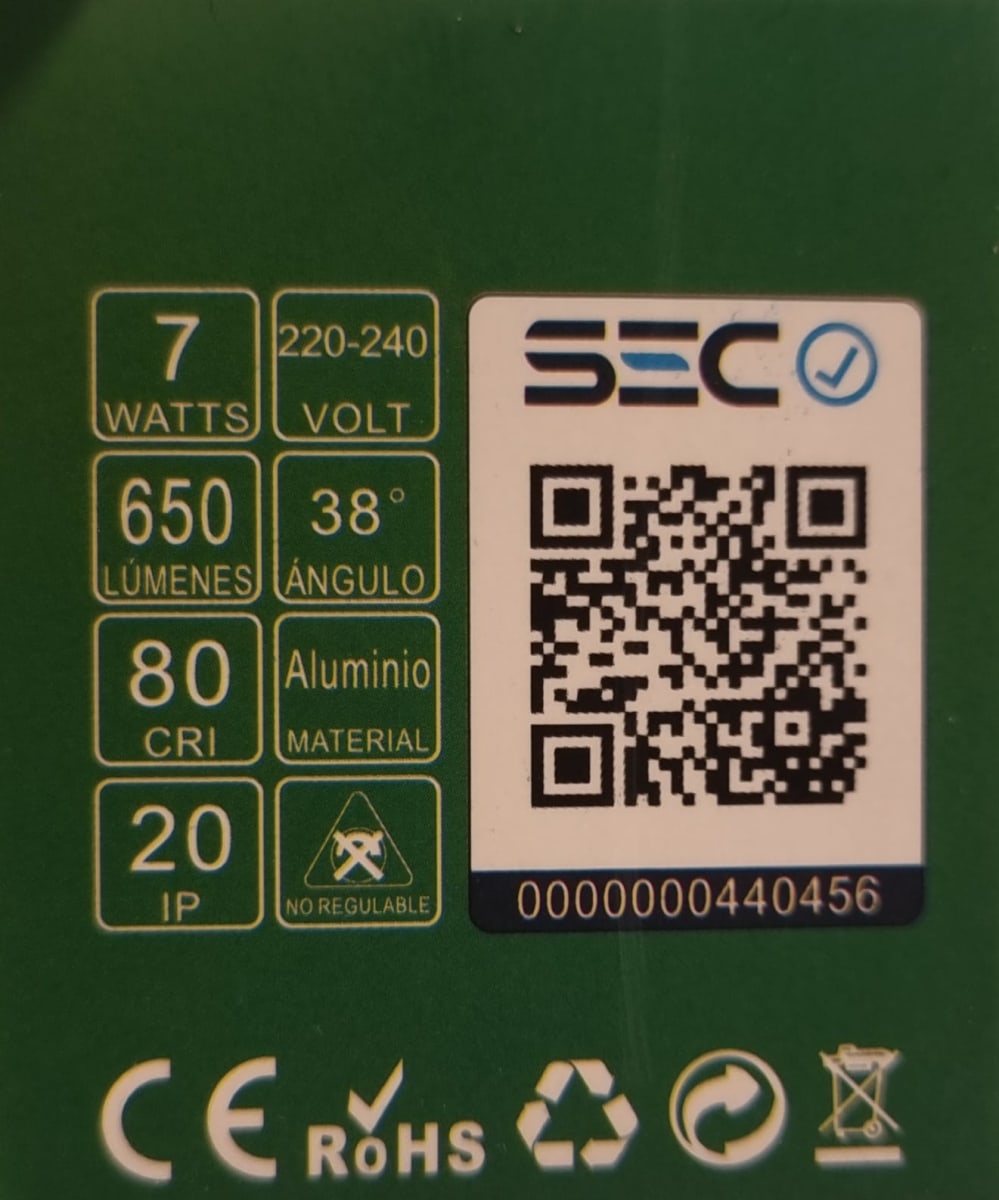 7
WATTS
220-240
VOLT
650
LÚMENES
38°
ÁNGULO
80
CRI
Aluminio
MATERIAL
20
IP
NO REGULABLE
SEC
0000000440456
CE
RoHS